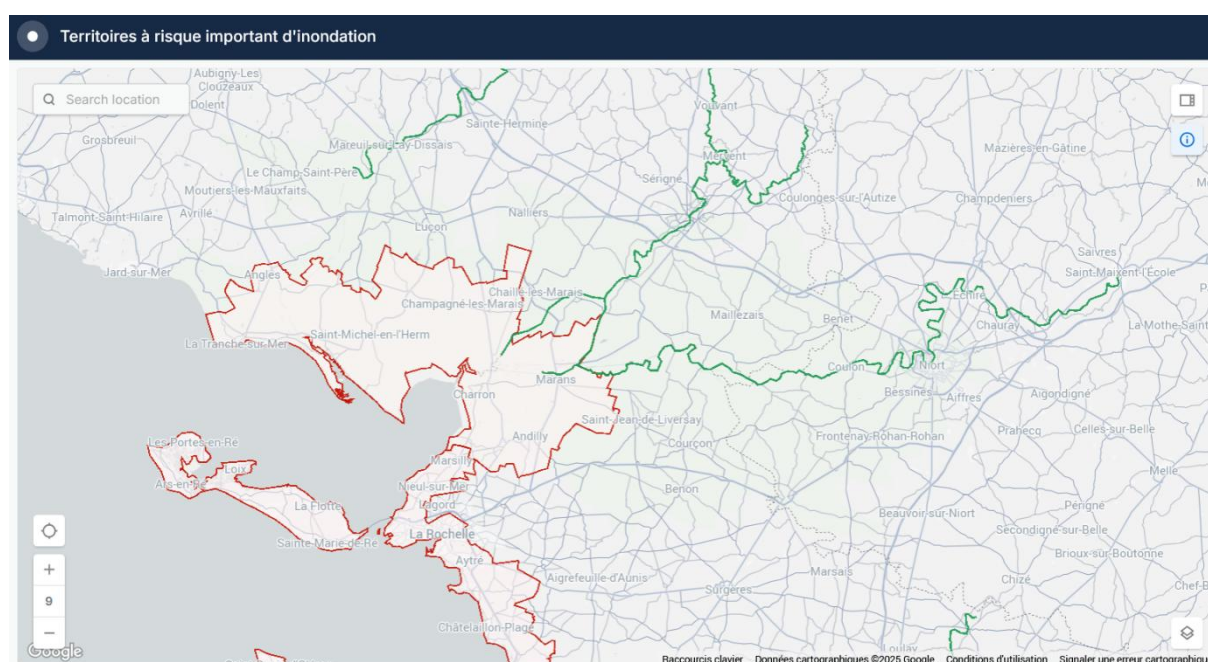 Territoires à risque important d'inondation
Search location
Aubigny-Les
Clouzeaux
Dolent
Grosbreuil
Sainte-Hermine
Mareuil-sur-Lay-Dissais
Vouvant
Mervent
Mazières-en-Gâtine
Le Champ-Saint-Père
Moutiers-les-Mauxfaits
Sérigné
Coulonges-sur-l'Autize
Champdeniers
Talmont-Saint-Hilaire
Avrillé
Nalliers
Luçon
Saivres
Jard-sur-Mer
Angles
Saint-Maixent-l'École
Chaillé-les-Marais
Champagné-les-Marais
Échiré
Maillezais
Benet
Chauray
La Mothe-Saint
Saint-Michel-en-l'Herm
La Tranche-sur-Mer
Coulon
Niort
Marans
Bessines
Aiffres
Aigondigné
Charron
Saint-Jean-de-Liversay
Andilly
Courçon
Frontenay-Rohan-Rohan
Prahecq
Celles-sur-Belle
Les Portes-en-Ré
Loix
Ars-en-Ré
Marsilly
Melle
Nieul-sur-Mer
Lagord
Benon
La Flotte
Beauvoir-sur-Niort
Périgné
Secondigné-sur-Belle
La Rochelle
Sainte-Marie-de-Ré
Brioux-sur-Boutonne
Aytré
Aigrefeuille-d'Aunis
Surgères
Marsais
Chizé
Chef-B
9
Châtelaillon-Plage
Loulay
Google
Raccourcis clavier
Données cartographiques ©2025 Google
Conditions d'utilisation
Signaler une erreur cartographique